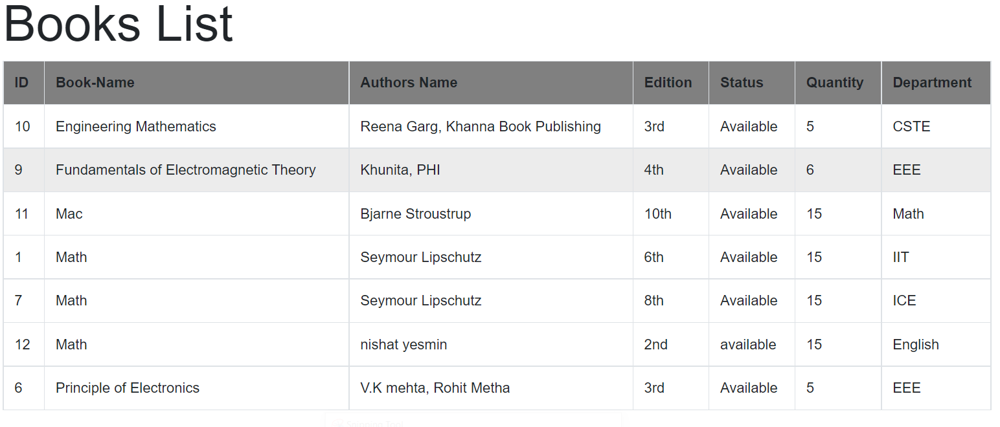 Books List
ID Book-Name Authors Name Edition Status Quantity Department
10 Engineering Mathematics Reena Garg, Khanna Book Publishing 3rd Available 5 CSTE
9 Fundamentals of Electromagnetic Theory Khunita, PHI 4th Available 6 EEE
11 Mac Bjarne Stroustrup 10th Available 15 Math
1 Math Seymour Lipschutz 6th Available 15 IIT
7 Math Seymour Lipschutz 8th Available 15 ICE
12 Math nishat yesmin 2nd available 15 English
6 Principle of Electronics V.K mehta, Rohit Metha 3rd Available 5 EEE